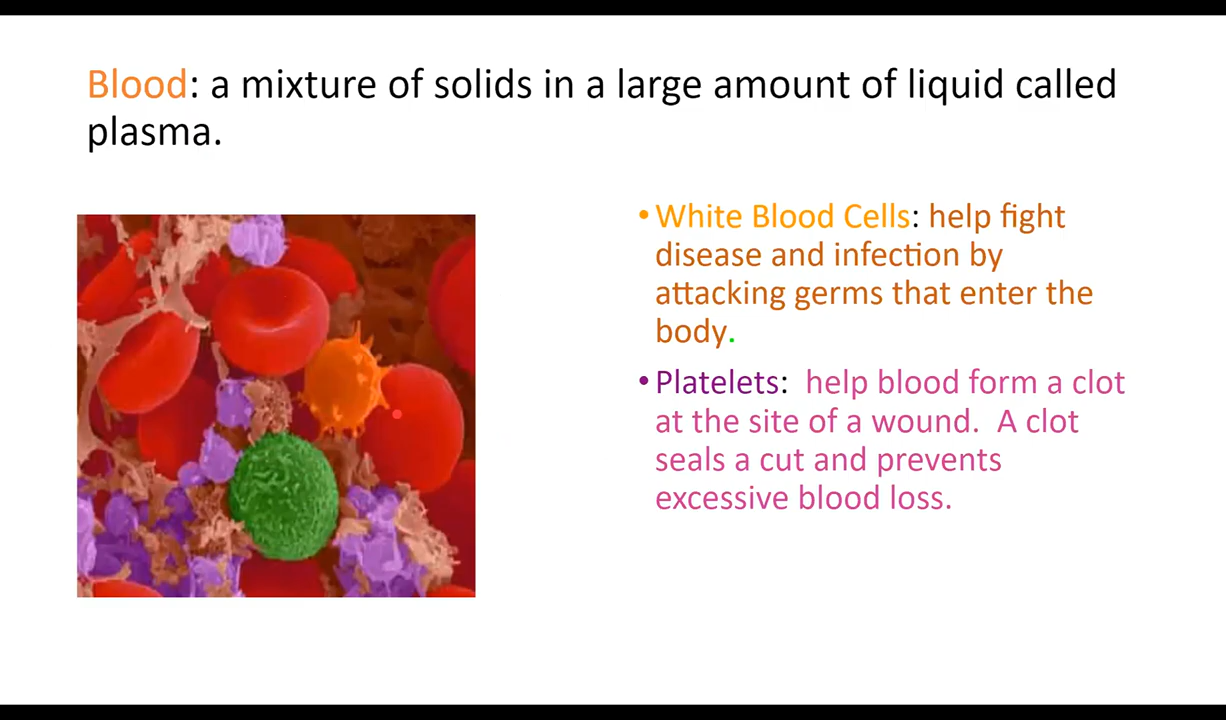 Blood: a mixture of solids in a large amount of liquid called
plasma.
• White Blood Cells: help fight
disease and infection by
attacking germs that enter the
body.
• Platelets:  help blood form a clot
at the site of a wound.  A clot
seals a cut and prevents
excessive blood loss.